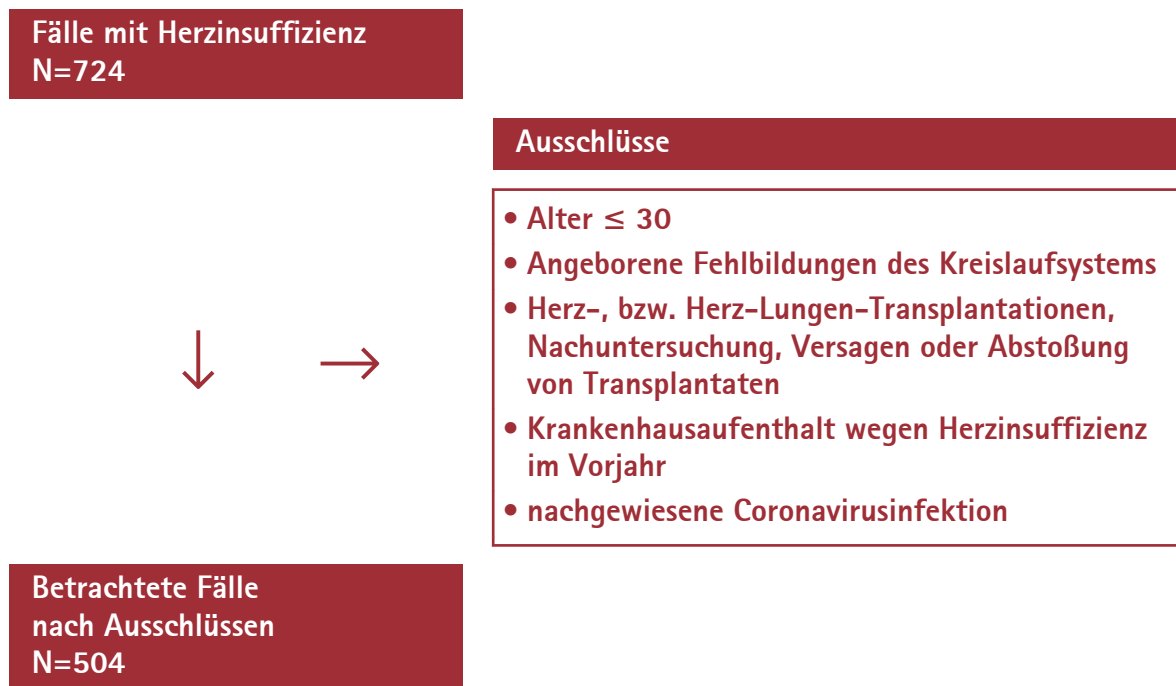 Fälle mit Herzinsuffizienz
N=724
Ausschlüsse
• Alter ≤ 30
• Angeborene Fehlbildungen des Kreislaufsystems
• Herz-, bzw. Herz-Lungen-Transplantationen,
Nachuntersuchung, Versagen oder Abstoßung
von Transplantaten
• Krankenhausaufenthalt wegen Herzinsuffizienz
im Vorjahr
• nachgewiesene Coronavirusinfektion
Betrachtete Fälle
nach Ausschlüssen
N=504